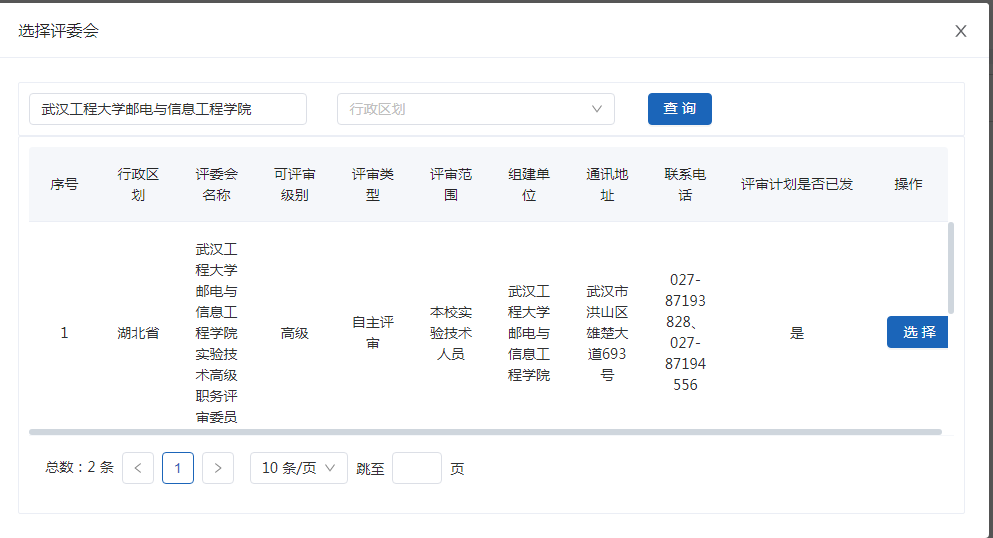 选择评委会
武汉工程大学邮电与信息工程学院
行政区划
查 询
序号
行政区
划
评委会
名称
可评审
级别
评审类
型
评审范
围
组建单
位
通讯地
址
联系电
话
评审计划是否已发
操作
1
湖北省
武汉工
程大学
邮电与
信息工
程学院
实验技
术高级
职务评
审委员
高级
自主评
审
本校实
验技术
人员
武汉工
程大学
邮电与
信息工
程学院
武汉市
洪山区
雄楚大
道693
号
027-
87193
828、
027-
87194
556
是
选 择
总数：2 条
1
10 条/页
跳至
页